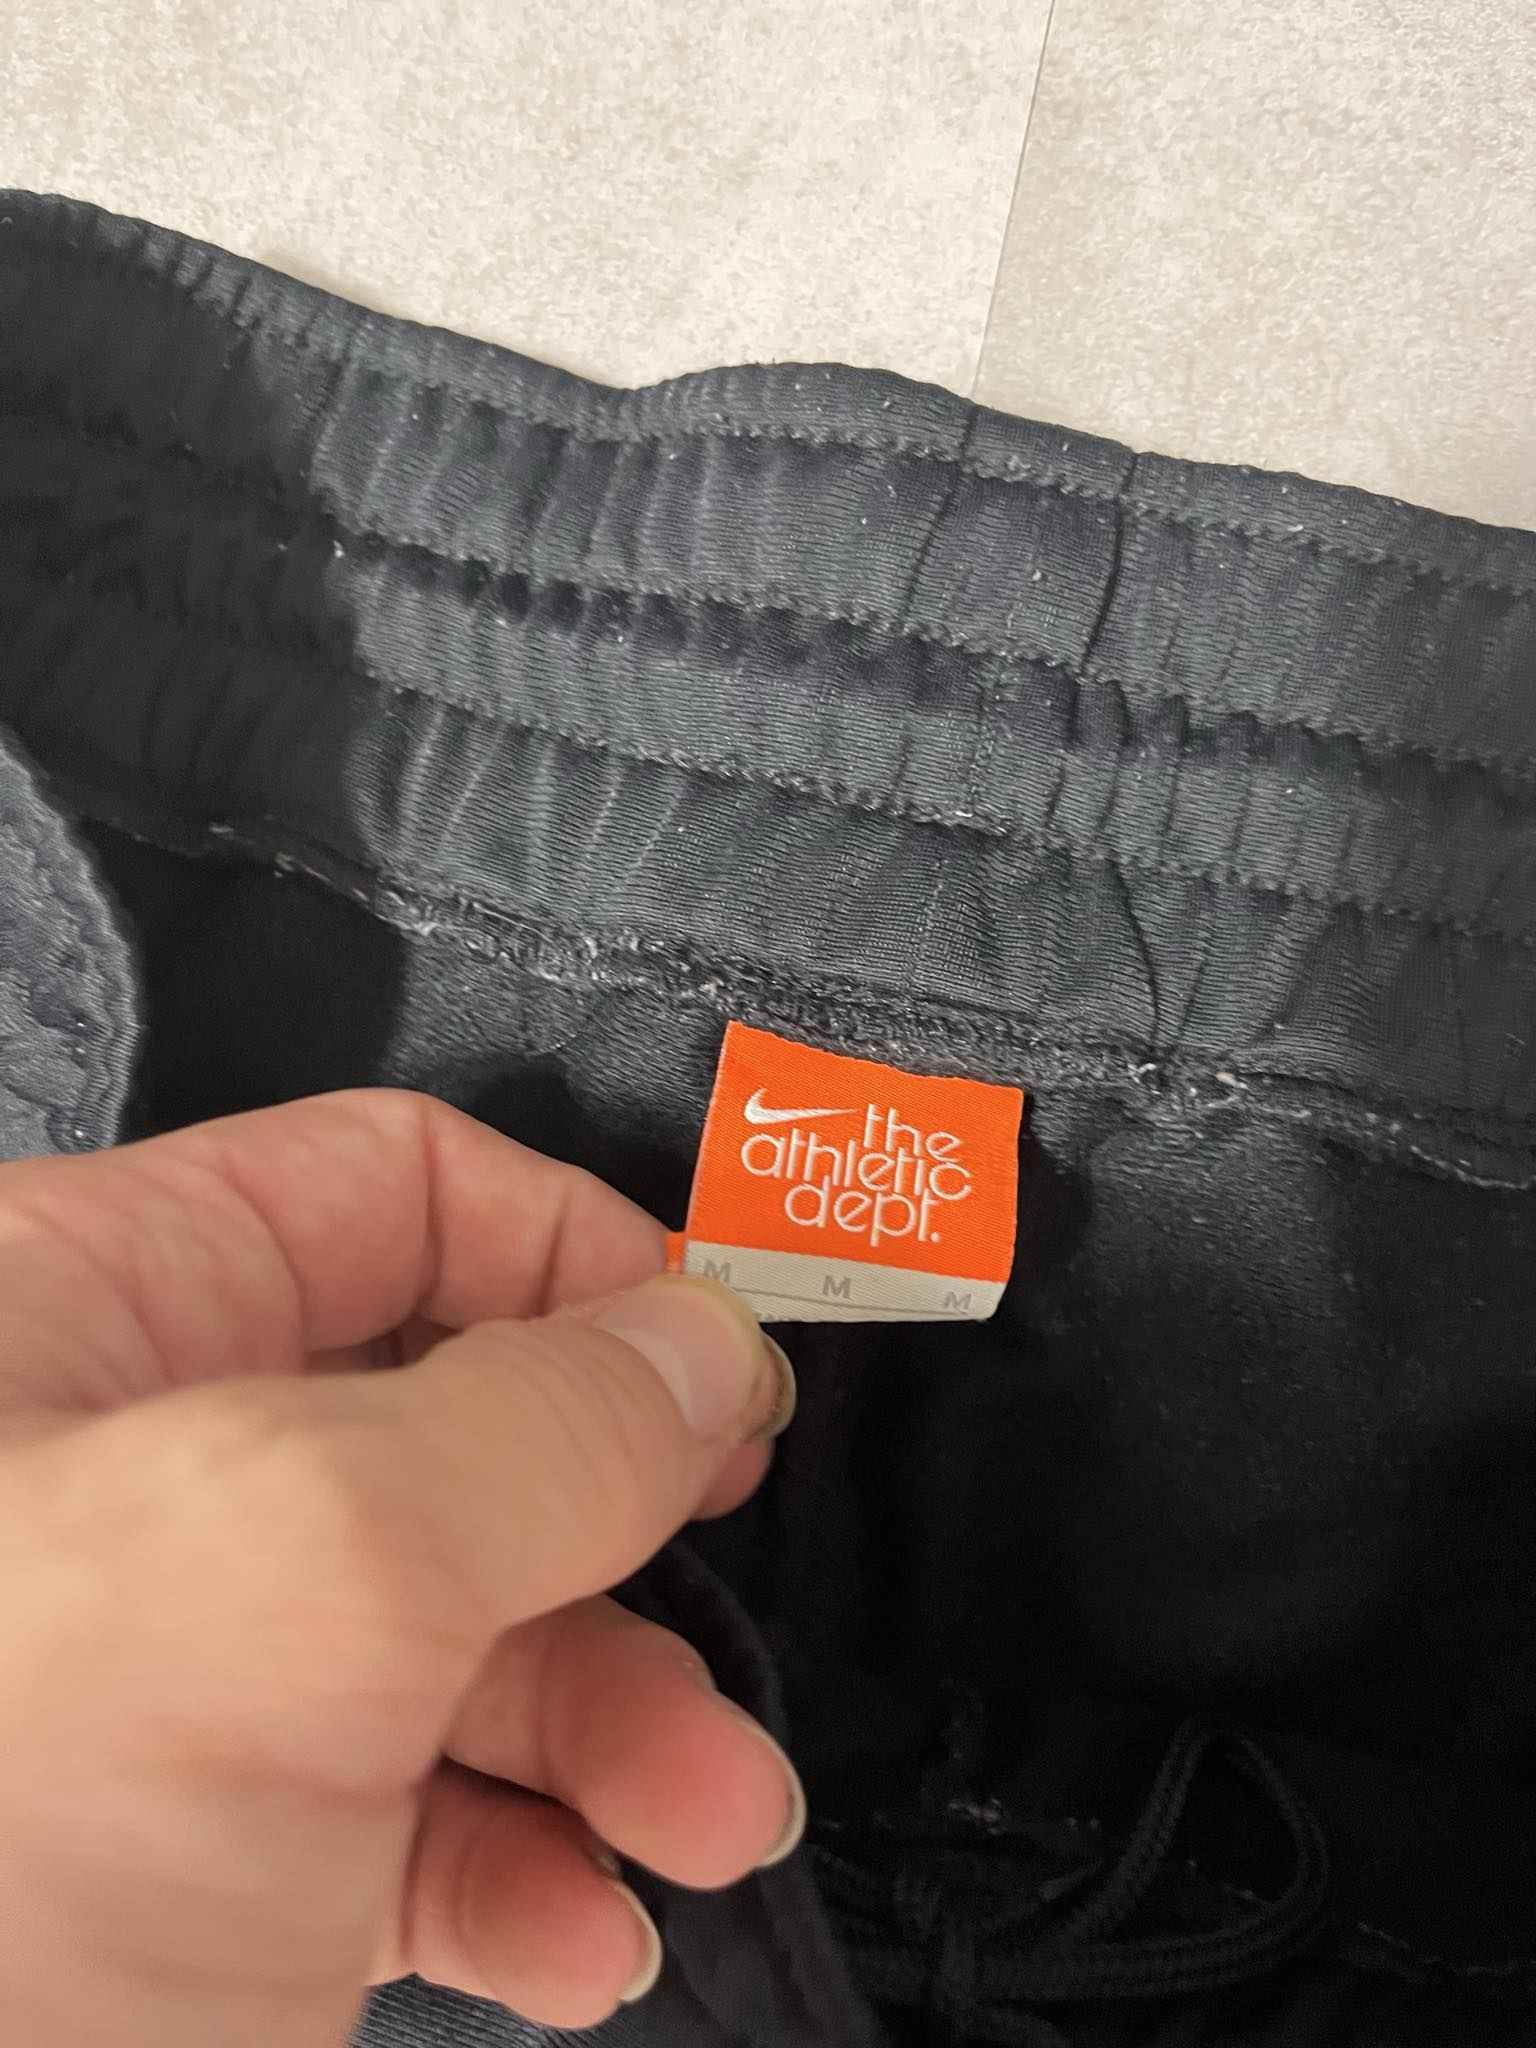 the
athletic
dept.
M M M